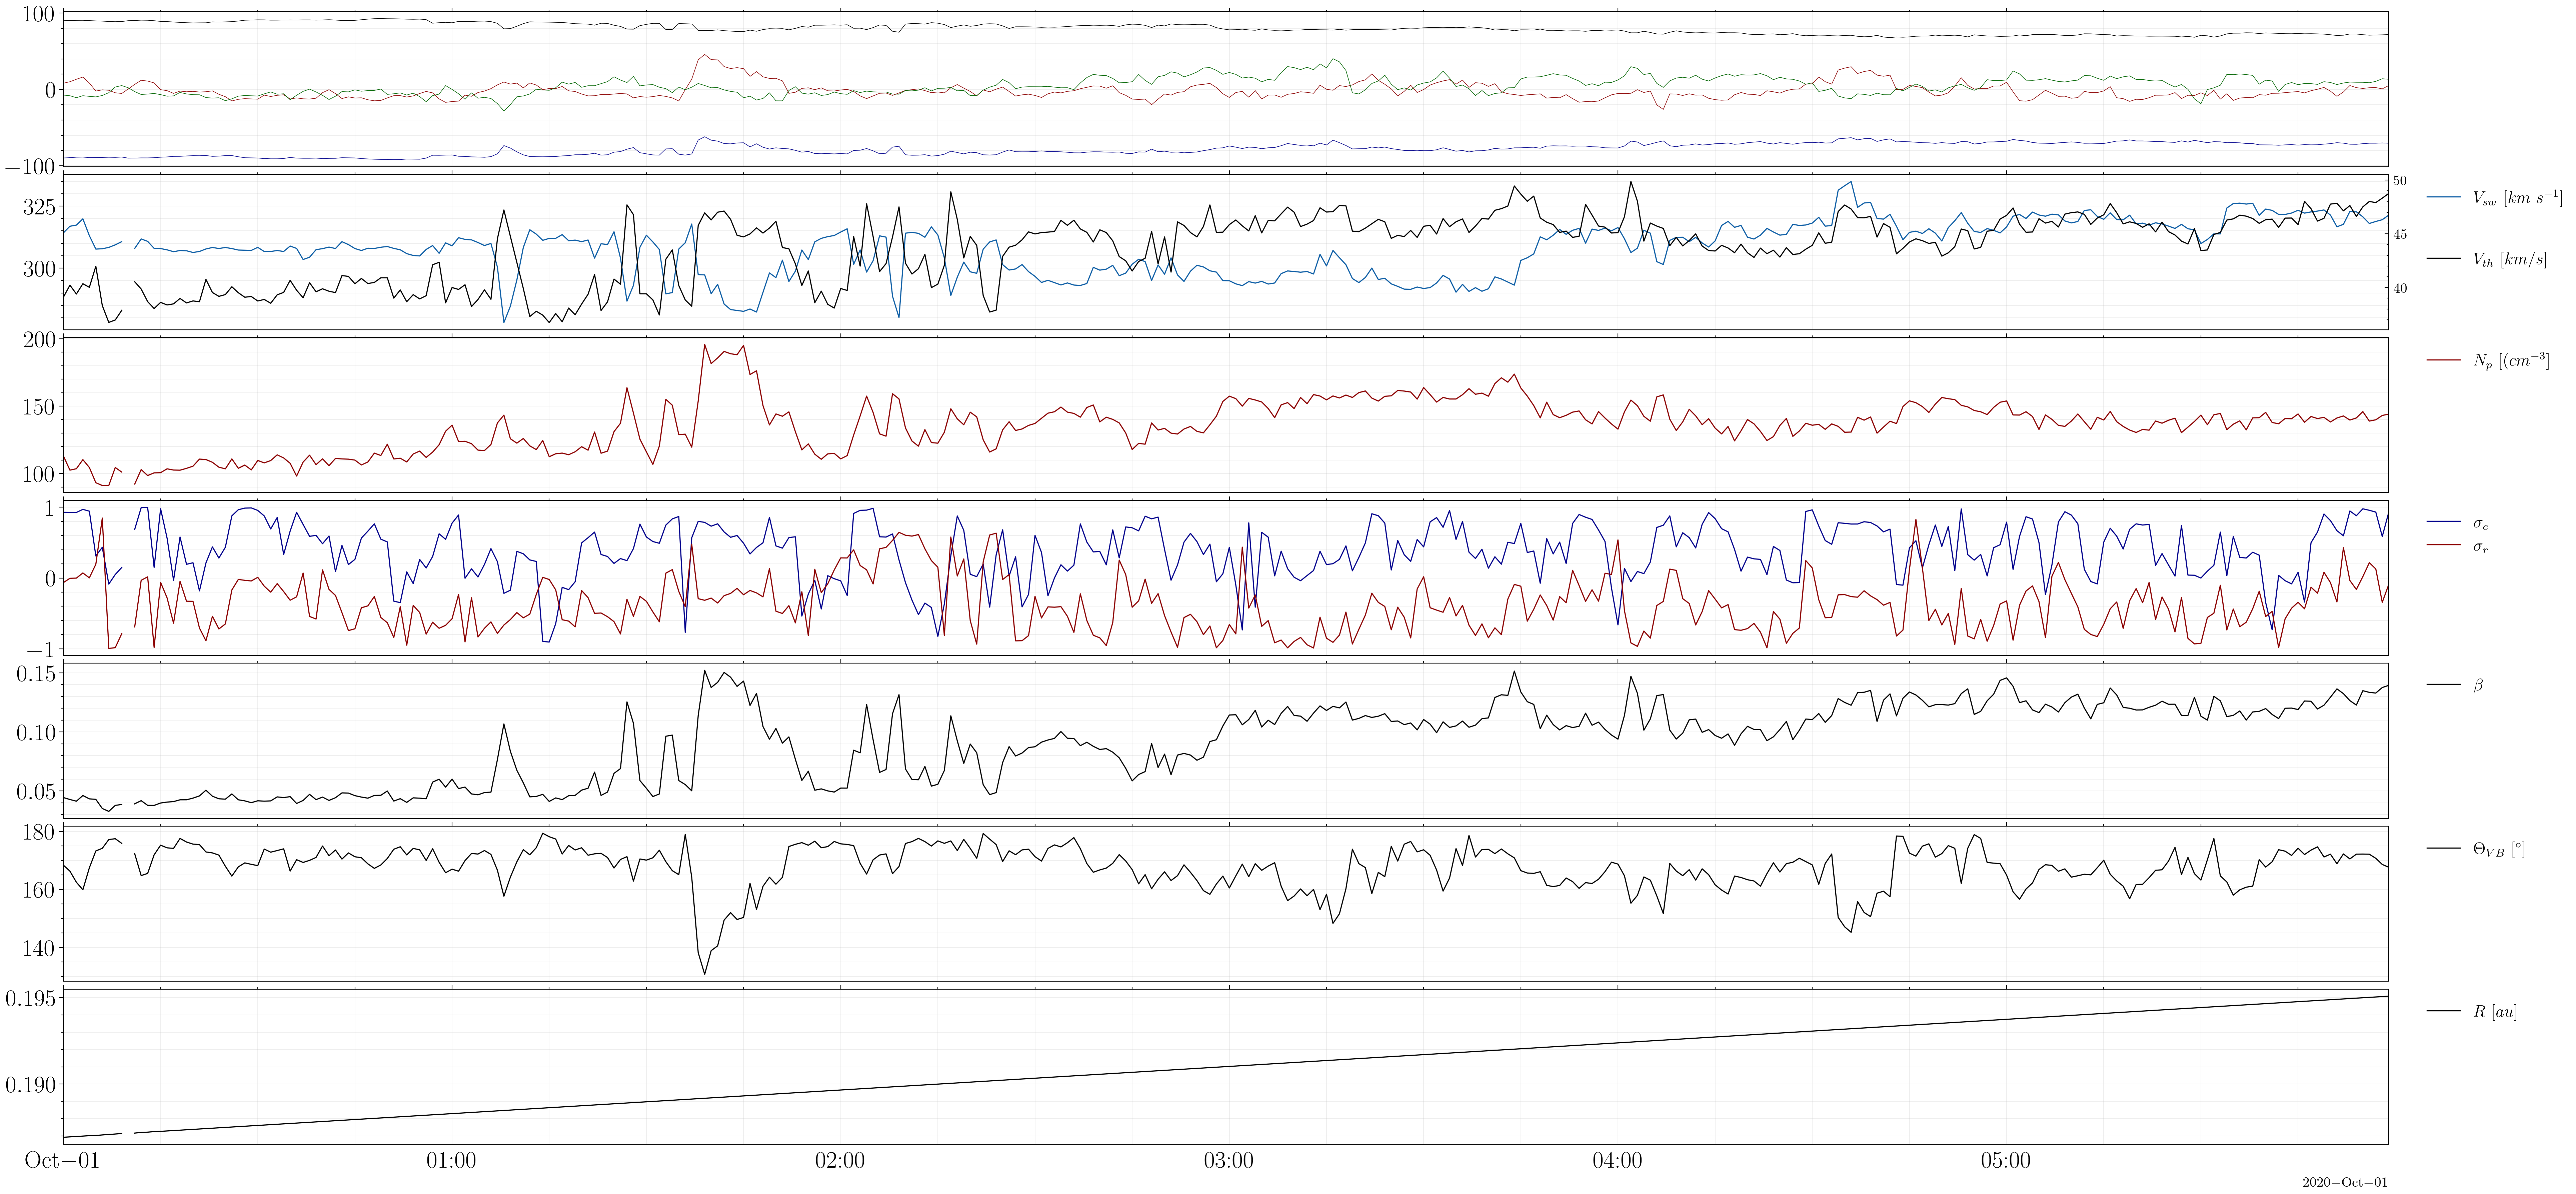 100
0
−100
325
300
50
45
40
V_sw [km s⁻¹]
V_th [km/s]
200
150
100
N_p [(cm⁻³]
1
0
−1
σ_c
σ_r
0.15
0.10
0.05
β
180
160
140
Θ_VB [°]
0.195
0.190
R [au]
Oct−01 01:00 02:00 03:00 04:00 05:00
2020−Oct−01